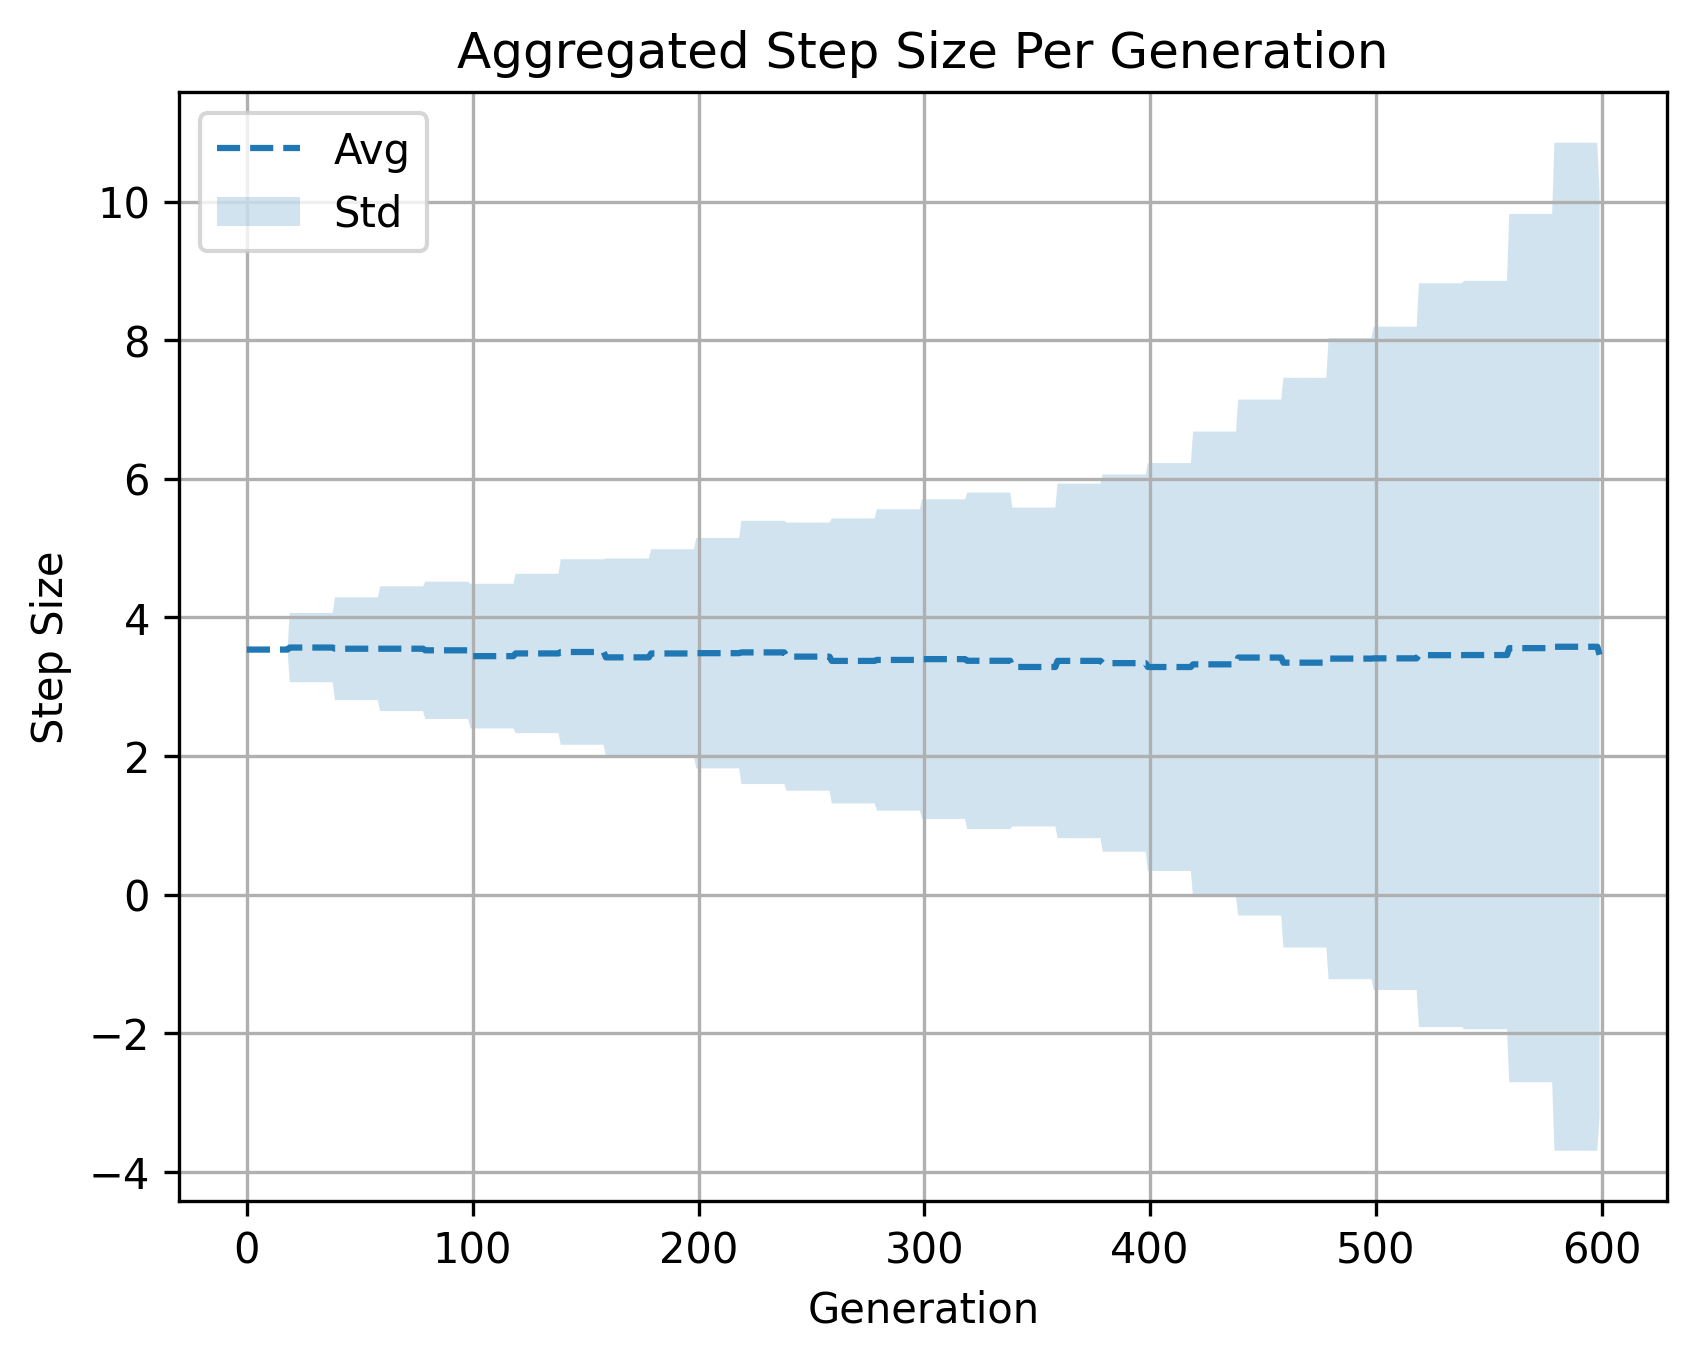 Aggregated Step Size Per Generation
Avg
Std
10
8
6
4
2
0
−2
−4
Step Size
0 100 200 300 400 500 600
Generation